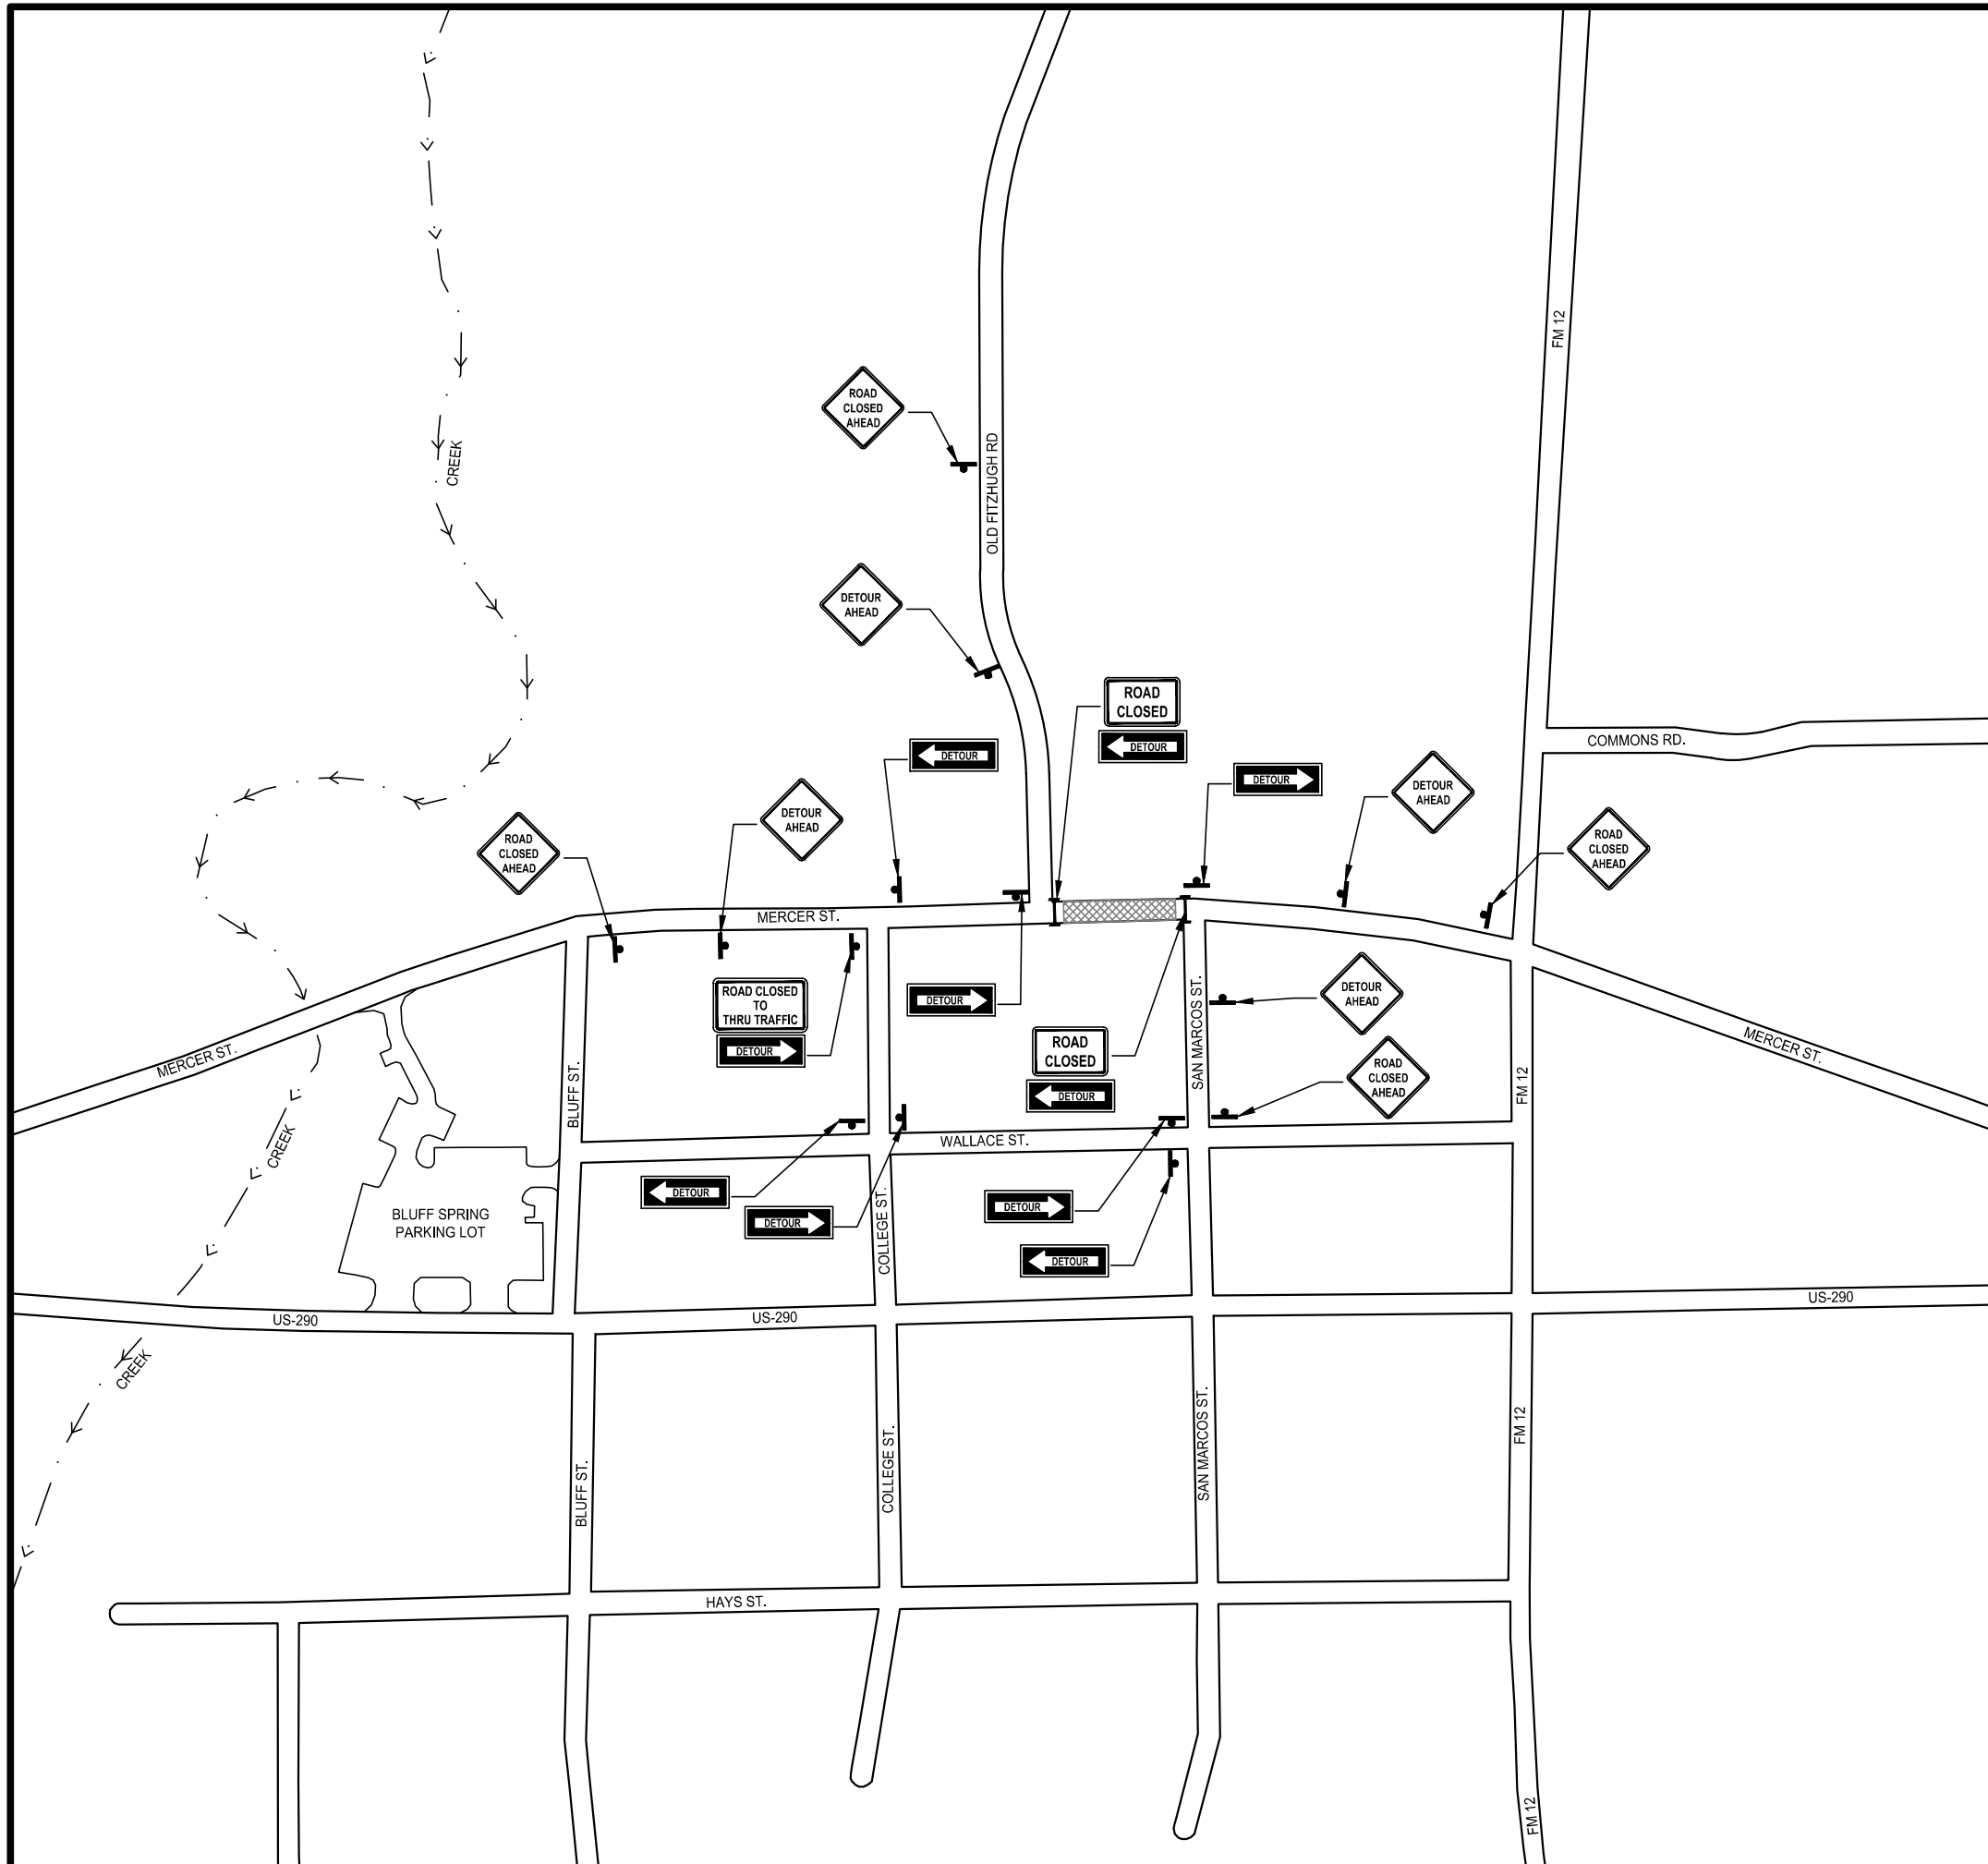 FM 12
ROAD
CLOSED
AHEAD
CREEK
OLD FITZHUGH RD
DETOUR
AHEAD
ROAD
CLOSED
DETOUR
DETOUR
COMMONS RD.
DETOUR
DETOUR
AHEAD
DETOUR
AHEAD
ROAD
CLOSED
AHEAD
ROAD
CLOSED
AHEAD
MERCER ST.
ROAD CLOSED
TO
THRU TRAFFIC
DETOUR
DETOUR
DETOUR
AHEAD
SAN MARCOS ST.
MERCER ST.
MERCER ST.
ROAD
CLOSED
DETOUR
ROAD
CLOSED
AHEAD
BLUFF ST.
FM 12
CREEK
WALLACE ST.
DETOUR
DETOUR
DETOUR
DETOUR
COLLEGE ST.
BLUFF SPRING
PARKING LOT
US-290
US-290
US-290
CREEK
BLUFF ST.
COLLEGE ST.
SAN MARCOS ST.
FM 12
HAYS ST.
FM 12